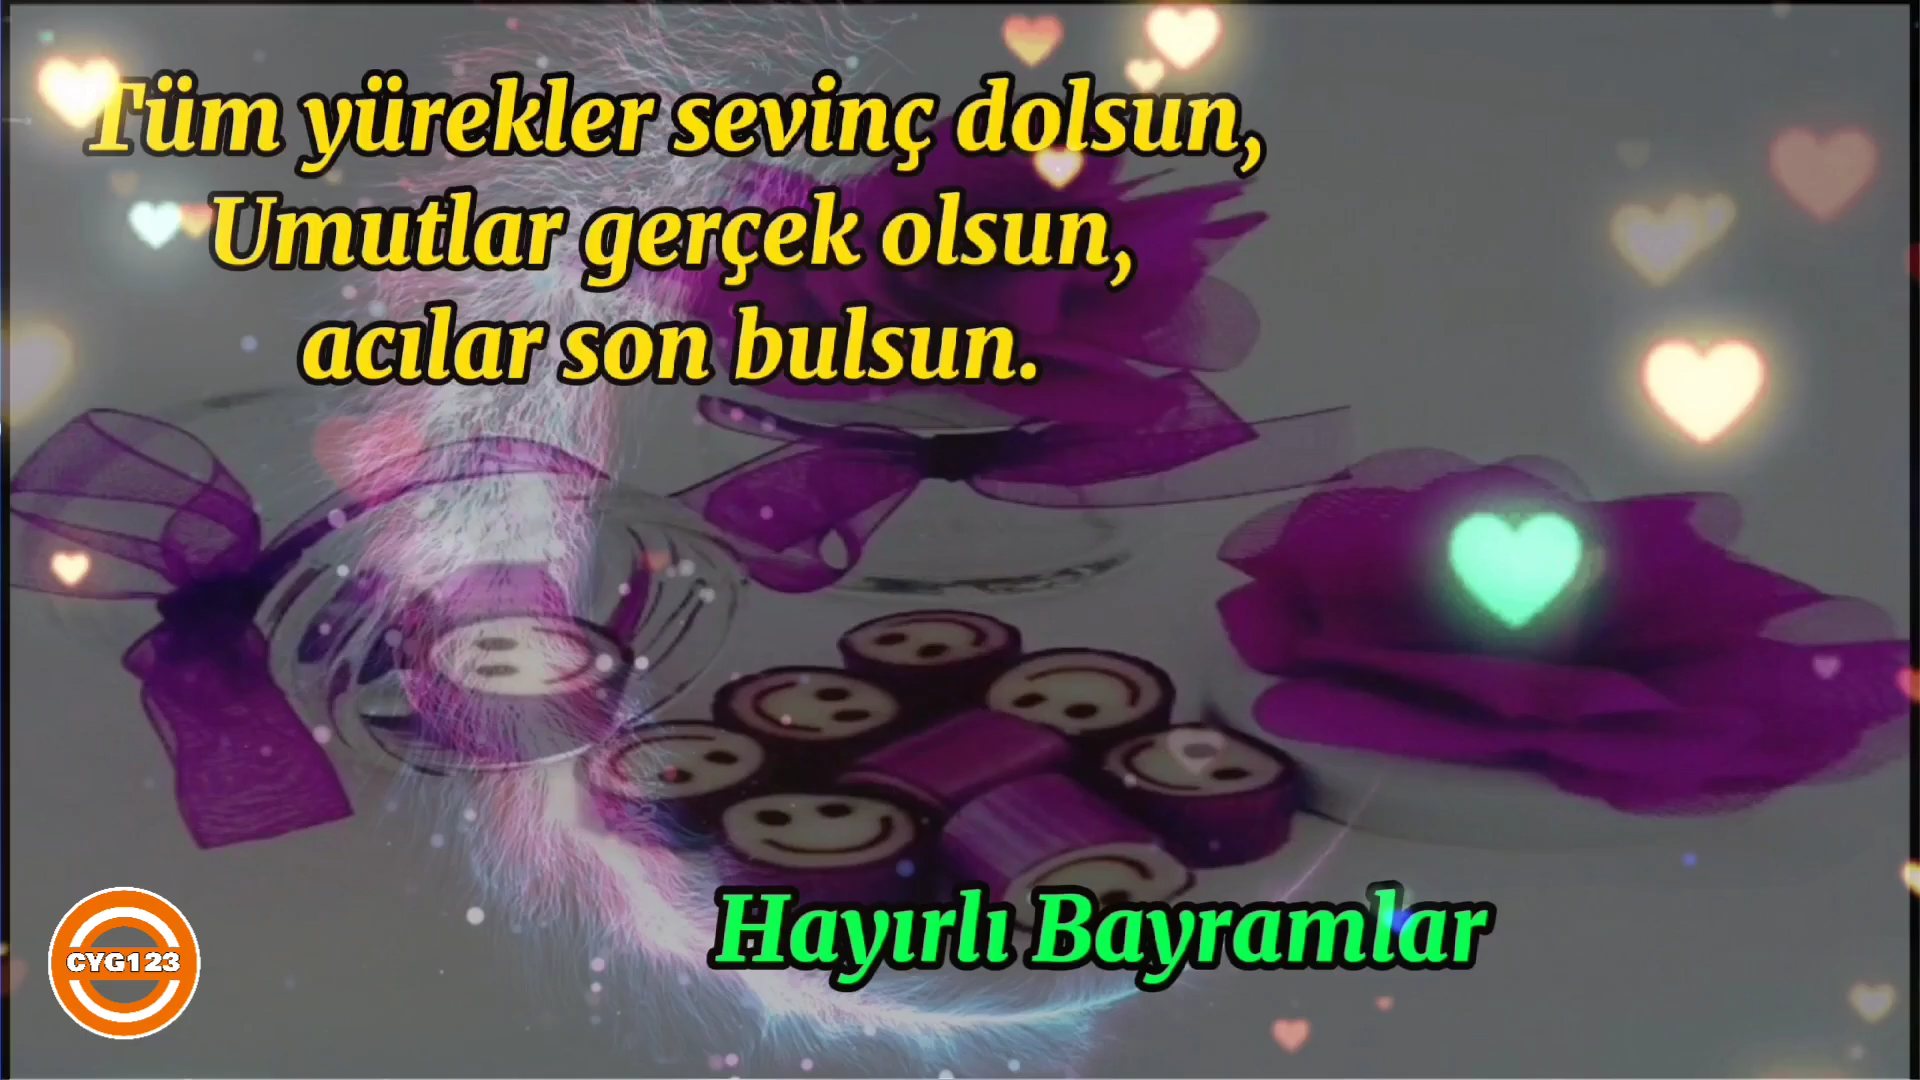 Tüm yürekler sevinç dolsun,
Umutlar gerçek olsun,
acılar son bulsun.
Hayırlı Bayramlar
CYG123